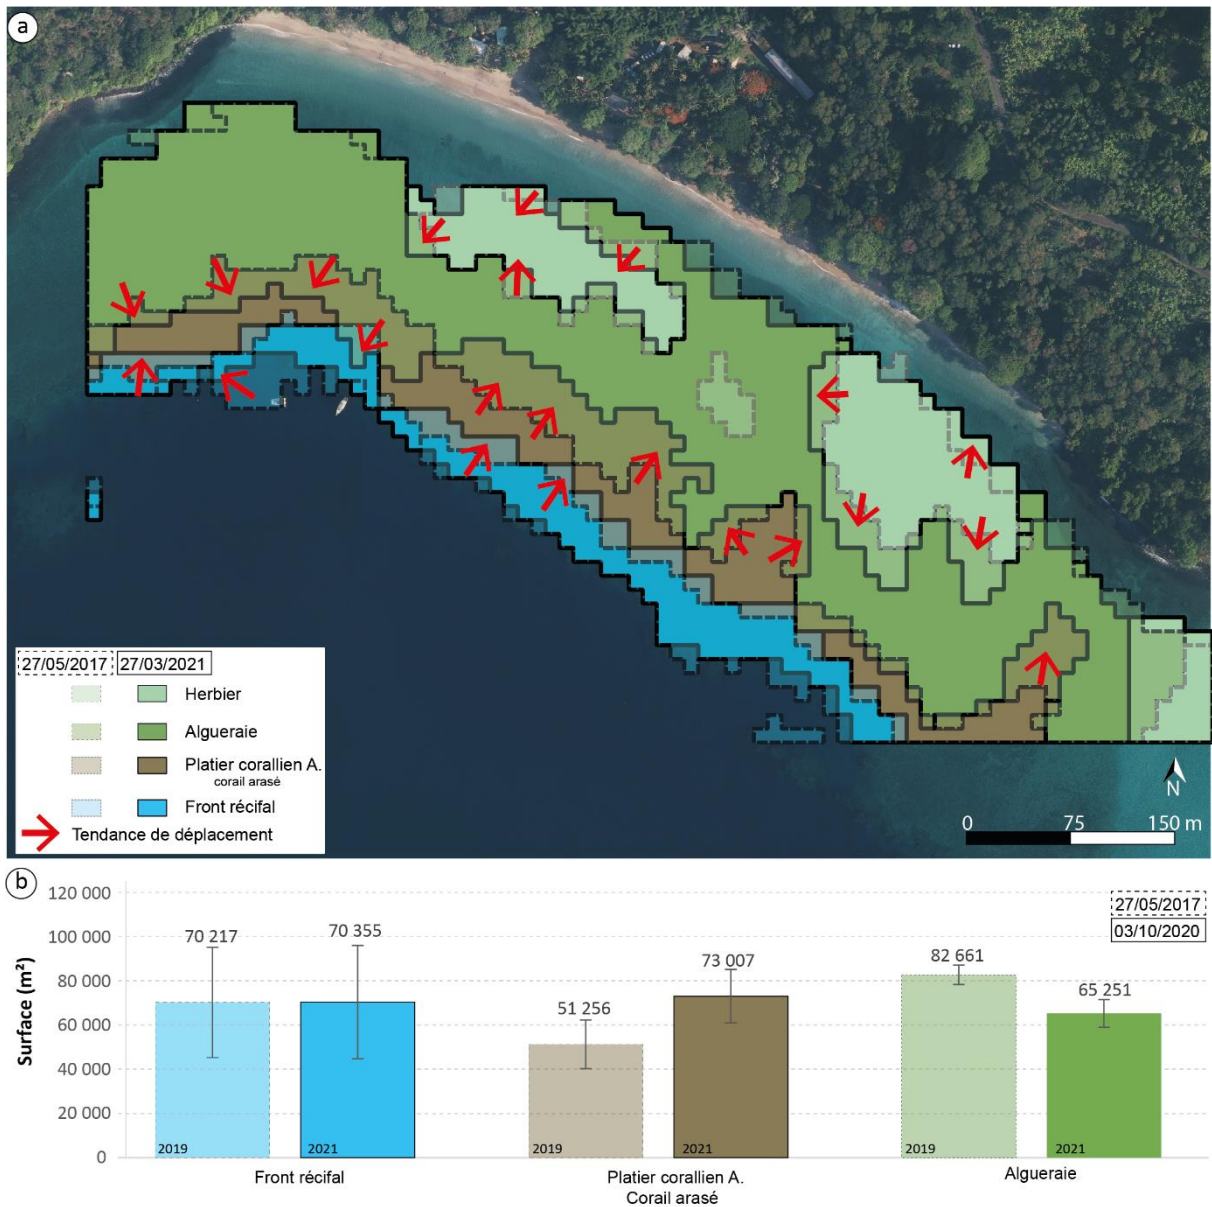 a
27/05/2017 27/03/2021
Herbier
Algueraie
Platier corallien A.
corail arasé
Front récifal
Tendance de déplacement
N
0 75 150 m
b
Surface (m²)
120 000
100 000
80 000
60 000
40 000
20 000
0
27/05/2017
03/10/2020
70 217
70 355
51 256
73 007
82 661
65 251
2019 2021 2019 2021 2019 2021
Front récifal
Platier corallien A.
Corail arasé
Algueraie